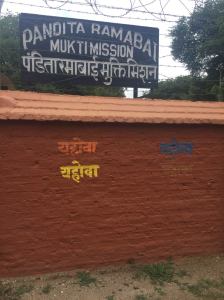 PANDITA RAMABAI
MUKTI MISSION
पंडिता रमाबाई मुक्ति मिशन
यहोवा
यहोवा